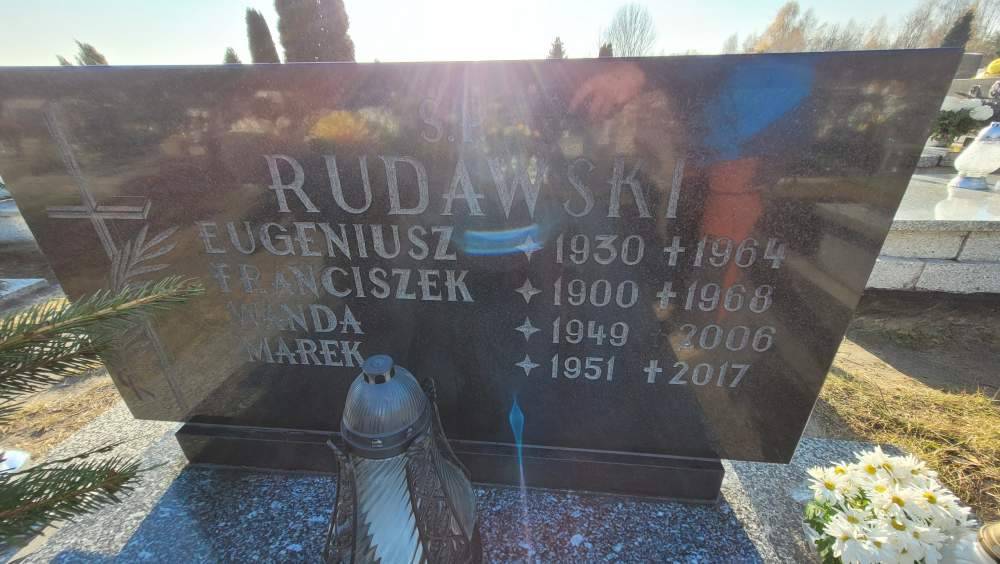 Ś.P.
RUDAWSKI
EUGENIUSZ 1930 ✝ 1964
FRANCISZEK 1900 ✝ 1968
WANDA 1949 2006
MAREK 1951 ✝ 2017